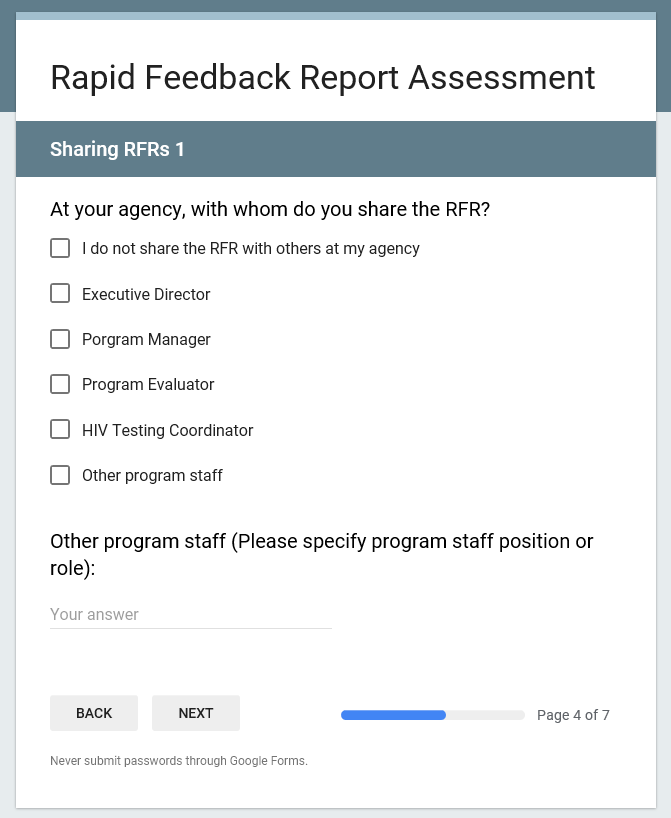 Rapid Feedback Report Assessment
Sharing RFRs 1
At your agency, with whom do you share the RFR?
I do not share the RFR with others at my agency
Executive Director
Porgram Manager
Program Evaluator
HIV Testing Coordinator
Other program staff
Other program staff (Please specify program staff position or
role):
Your answer
BACK NEXT Page 4 of 7
Never submit passwords through Google Forms.